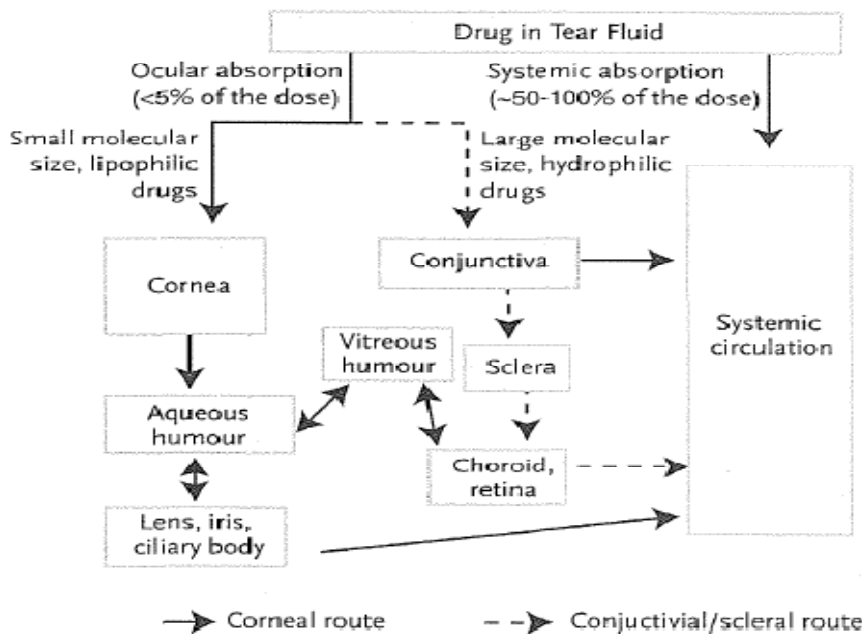 Drug in Tear Fluid
Ocular absorption
(<5% of the dose)
Systemic absorption
(~50-100% of the dose)
Small molecular
size, lipophilic
drugs
Large molecular
size, hydrophilic
drugs
Cornea
Conjunctiva
Systemic
circulation
Vitreous
humour
Sclera
Aqueous
humour
Choroid,
retina
Lens, iris,
ciliary body
Corneal route
Conjuctivial/scleral route